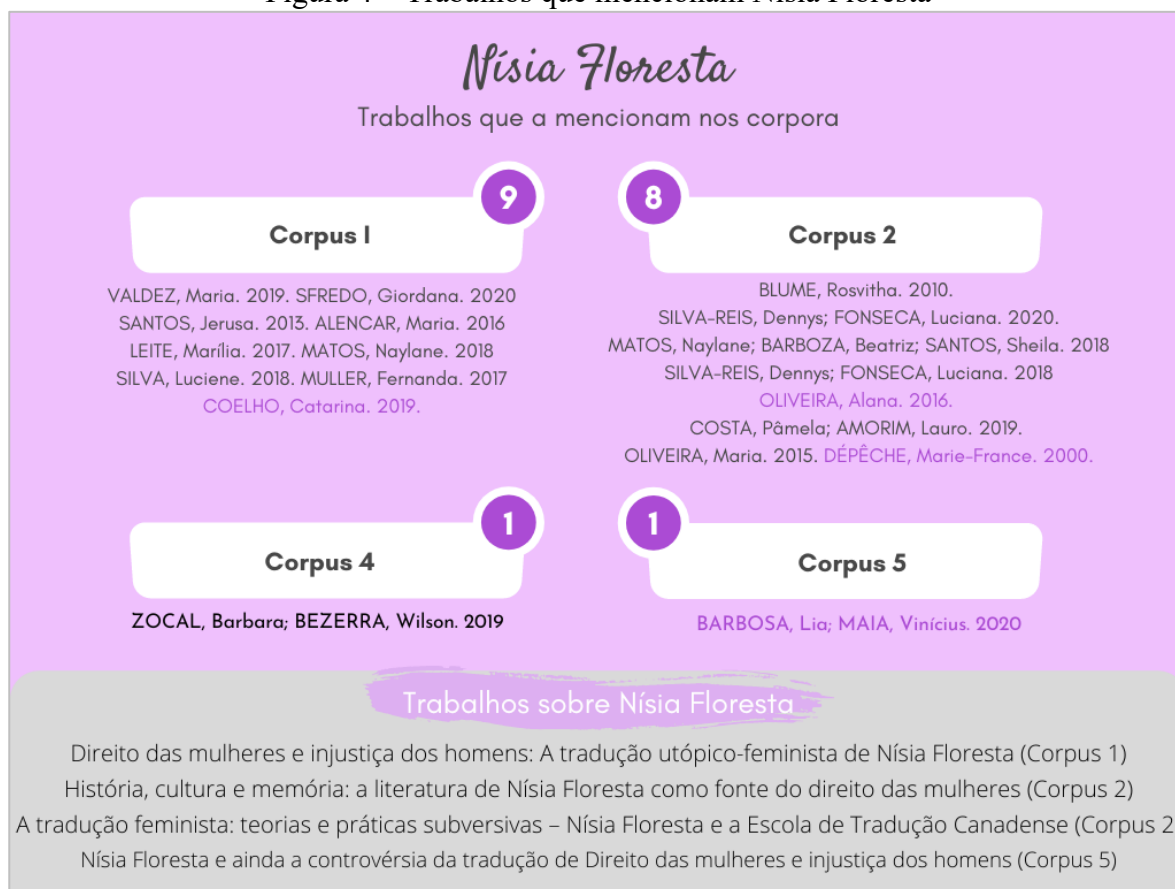 Figura 4 – Trabalhos que mencionam Nísia Floresta
Nísia Floresta
Trabalhos que a mencionam nos corpora
9
Corpus 1
VALDEZ, Maria. 2019. SFREDO, Giordana. 2020
SANTOS, Jerusa. 2013. ALENCAR, Maria. 2016
LEITE, Marília. 2017. MATOS, Naylane. 2018
SILVA, Luciene. 2018. MULLER, Fernanda. 2017
COELHO, Catarina. 2019.
8
Corpus 2
BLUME, Rosvitha. 2010.
SILVA-REIS, Dennys; FONSECA, Luciana. 2020.
MATOS, Naylane; BARBOZA, Beatriz; SANTOS, Sheila. 2018
SILVA-REIS, Dennys; FONSECA, Luciana. 2018
OLIVEIRA, Alana. 2016.
COSTA, Pâmela; AMORIM, Lauro. 2019.
OLIVEIRA, Maria. 2015. DÉPÊCHE, Marie-France. 2000.
1
Corpus 4
ZOCAL, Barbara; BEZERRA, Wilson. 2019
1
Corpus 5
BARBOSA, Lia; MAIA, Vinícius. 2020
Trabalhos sobre Nísia Floresta
Direito das mulheres e injustiça dos homens: A tradução utópico-feminista de Nísia Floresta (Corpus 1)
História, cultura e memória: a literatura de Nísia Floresta como fonte do direito das mulheres (Corpus 2)
A tradução feminista: teorias e práticas subversivas – Nísia Floresta e a Escola de Tradução Canadense (Corpus 2
Nísia Floresta e ainda a controvérsia da tradução de Direito das mulheres e injustiça dos homens (Corpus 5)